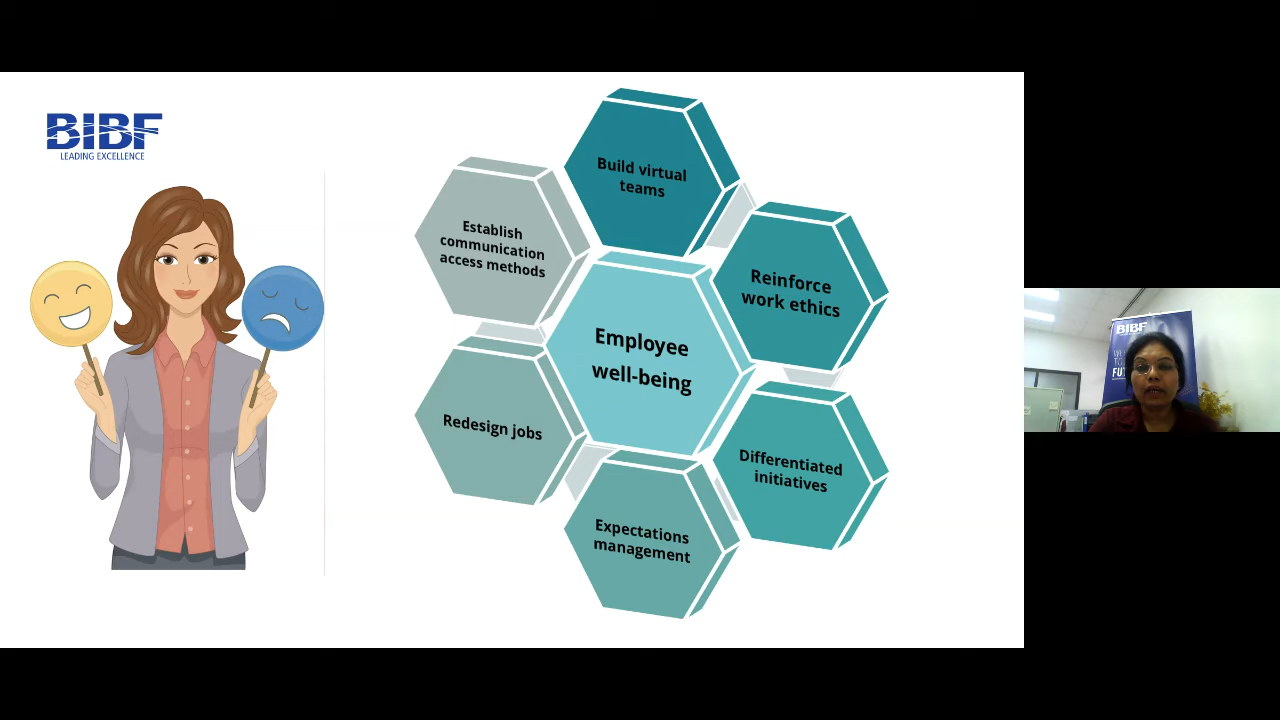 BIBF
LEADING EXCELLENCE
Build virtual
teams
Reinforce
work ethics
Differentiated
initiatives
Expectations
management
Redesign jobs
Establish
communication
access methods
Employee
well-being
BIBF